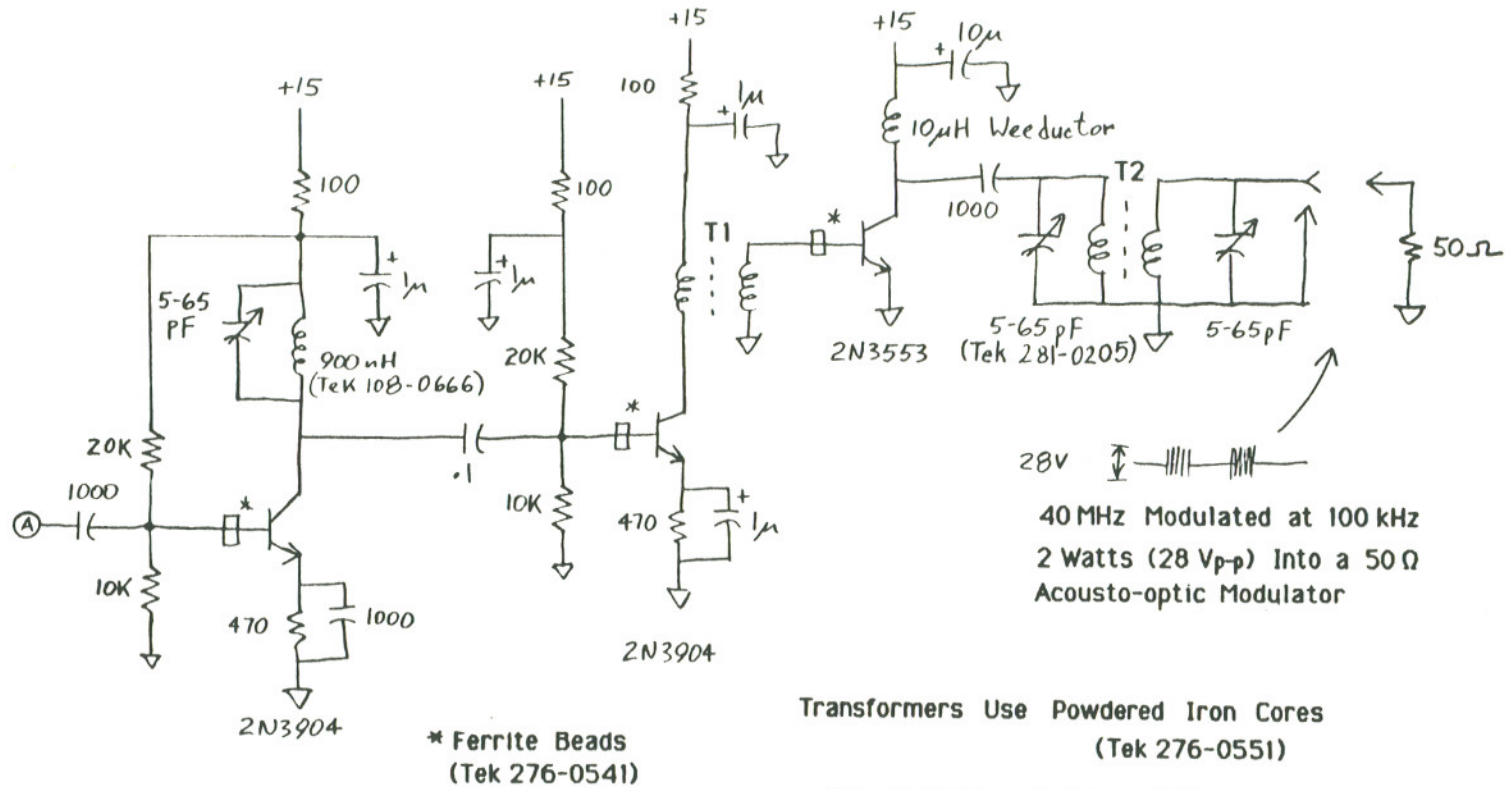 +15
+15
+15
+15
10μ
+
100
1μ
+
10μH Weeductor
100
100
T2
1000
*
T1
50Ω
+
1μ
+
1μ
5-65
pF
900nH
(Tek 108-0666)
20K
2N3553
5-65pF
(Tek 281-0205)
5-65pF
*
20K
.1
28V
1000
*
A
10K
10K
470
+
1μ
470
1000
40 MHz Modulated at 100 kHz
2 Watts (28 Vp-p) Into a 50 Ω
Acousto-optic Modulator
2N3904
2N3904
Transformers Use Powdered Iron Cores
(Tek 276-0551)
* Ferrite Beads
(Tek 276-0541)